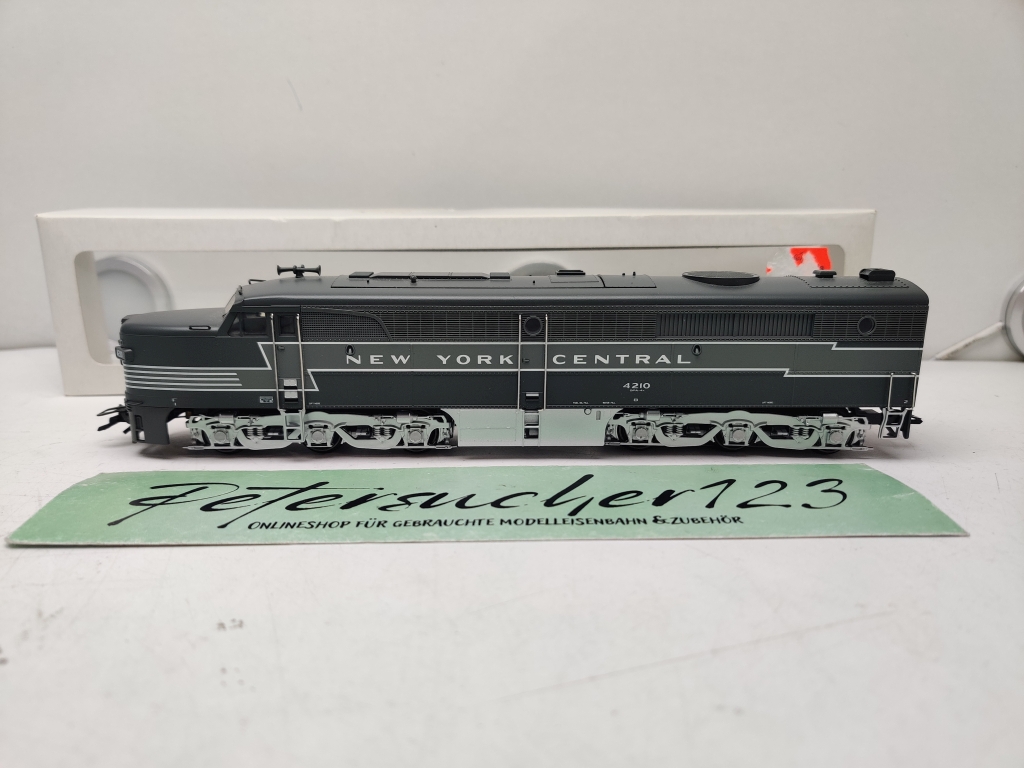 NEW YORK CENTRAL
4210
Petersucher123
ONLINESHOP FÜR GEBRAUCHTE MODELLEISENBAHN & ZUBEHÖR